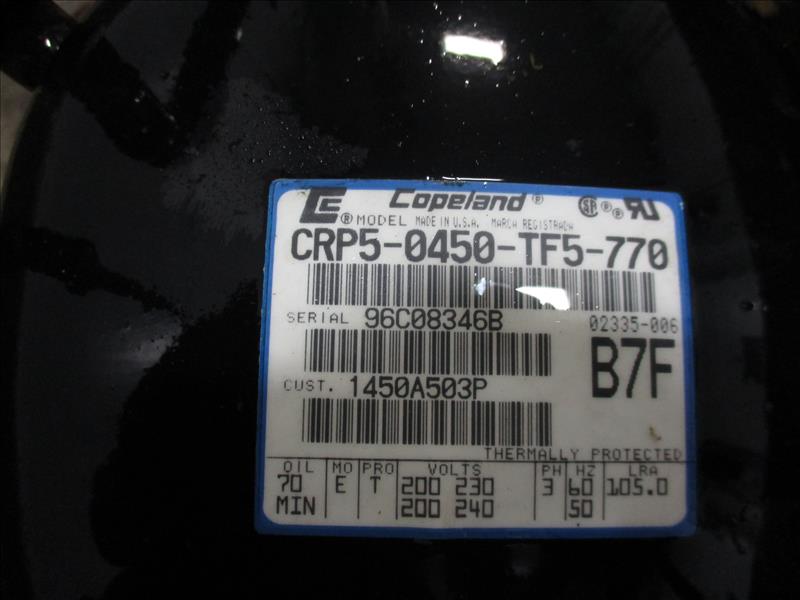 Copeland®
® MODEL MADE IN U.S.A. MARCA REGISTRADA
CRP5-0450-TF5-770
SERIAL 96C08346B 02335-006
B7F
CUST. 1450A503P
THERMALLY PROTECTED
OIL MO PRO VOLTS PH HZ LRA
70 E T 200 230 3 60 105.0
MIN 200 240 50